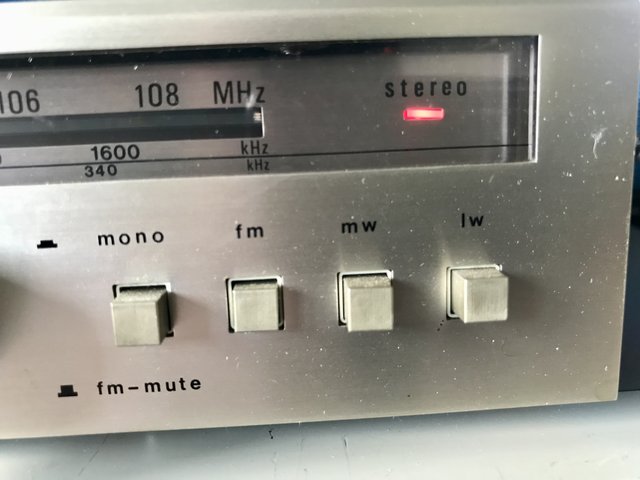 106 108 MHz
stereo
1600 kHz
340 kHz
mono fm mw lw
fm-mute